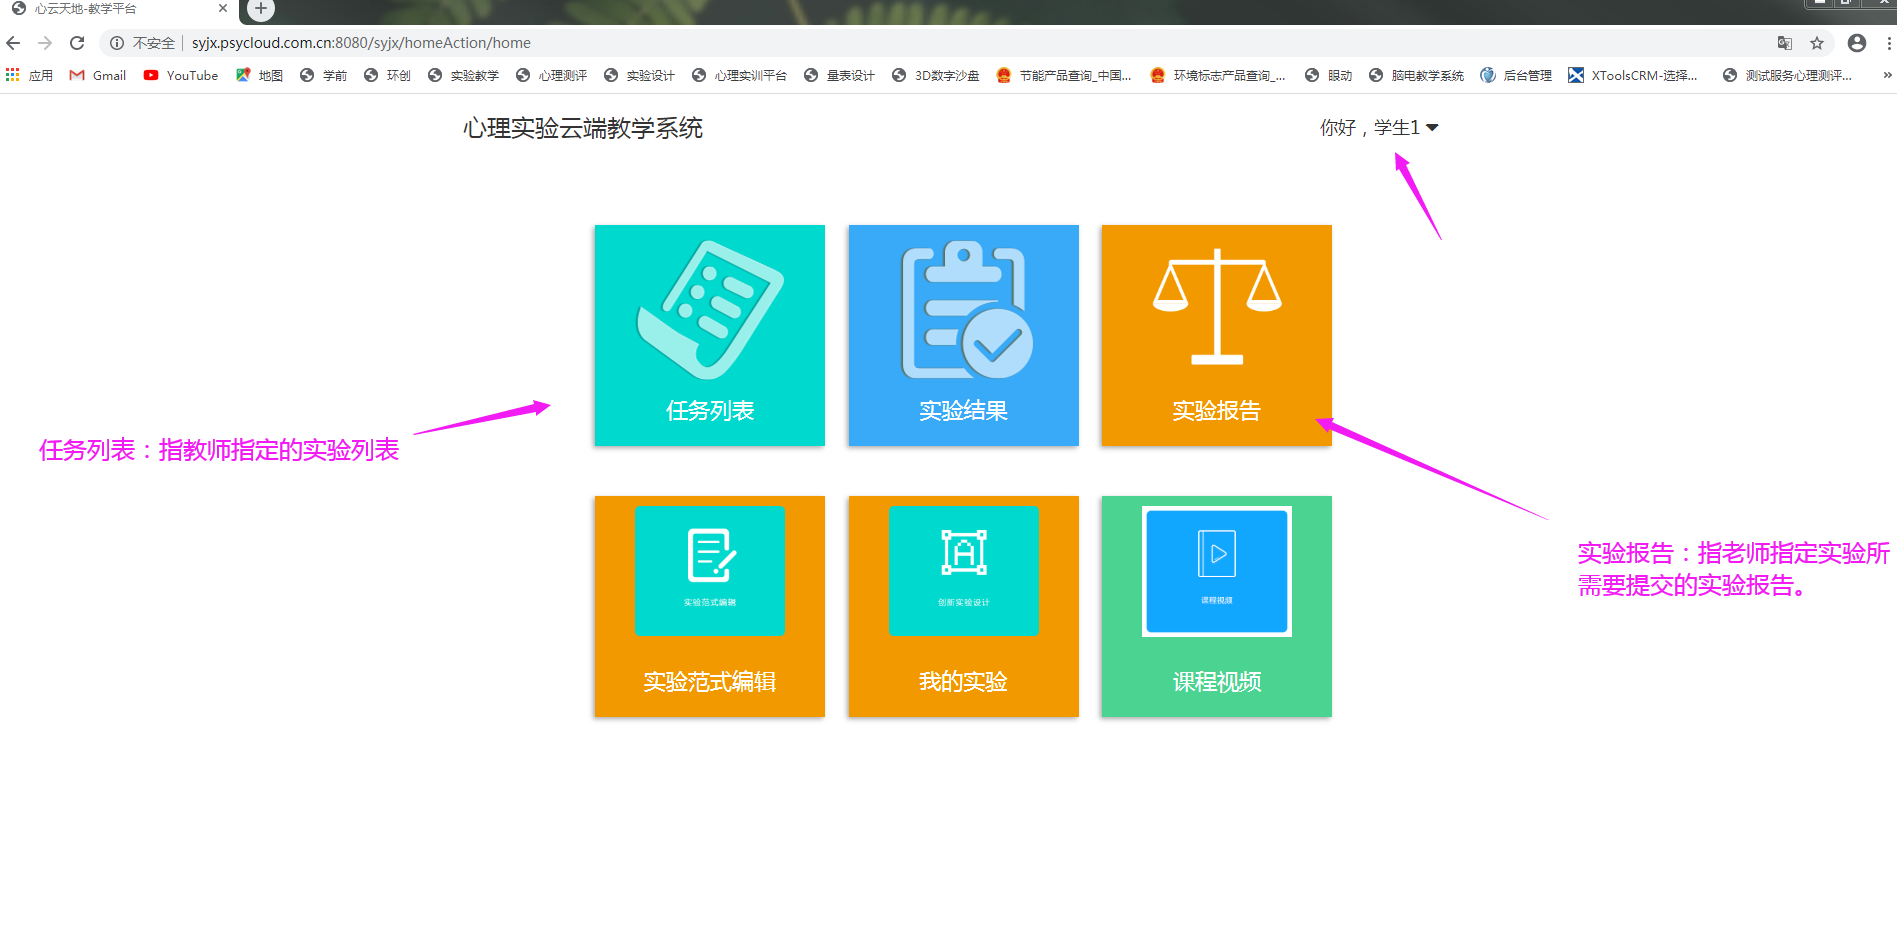 心云天地-教学平台
不安全 syjx.psycloud.com.cn:8080/syjx/homeAction/home
应用 Gmail YouTube 地图 学前 环创 实验教学 心理测评 实验设计 心理实训平台 量表设计 3D数字沙盘 节能产品查询_中国... 环境标志产品查询_... 眼动 脑电教学系统 后台管理 XToolsCRM-选择... 测试服务心理测评... »
心理实验云端教学系统 你好，学生1
任务列表 实验结果 实验报告
任务列表：指教师指定的实验列表
实验报告：指老师指定实验所
需要提交的实验报告。
实验范式编辑 创新实验设计 课程视频
实验范式编辑 我的实验 课程视频